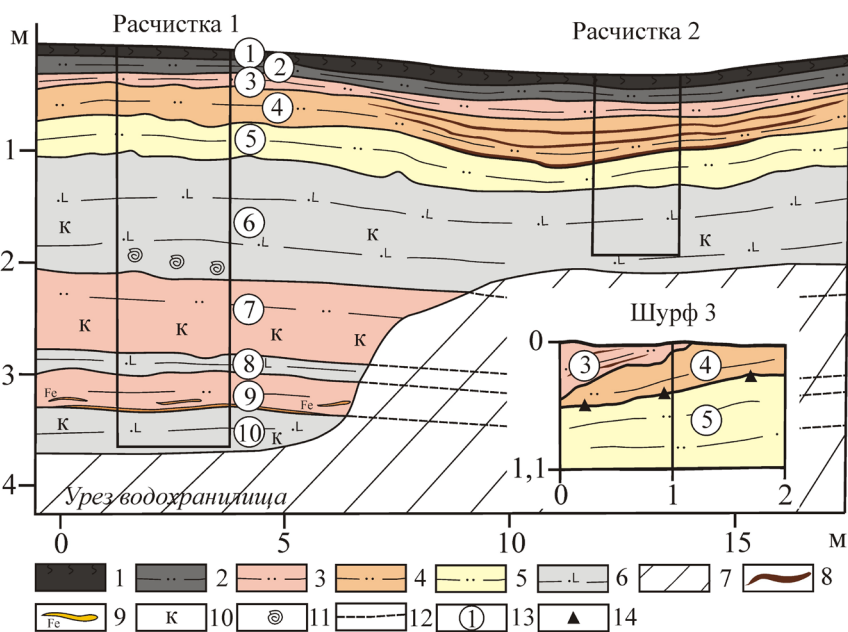 Расчистка 1
Расчистка 2
м
1
2
3
4
5
6
7
8
9
10
к
к
к
к
к
к
к
к
к
.L
.L
.L
.L
.L
.L
.L
.L
.L
.L
.L
.L
.L
Fe
Fe
1
2
3
4
Урез водохранилища
0
5
10
15
м
Шурф 3
0
1,1
3
4
5
0
1
2
1
2
3
4
5
.L
6
7
8
Fe
9
к
10
11
12
1
13
14